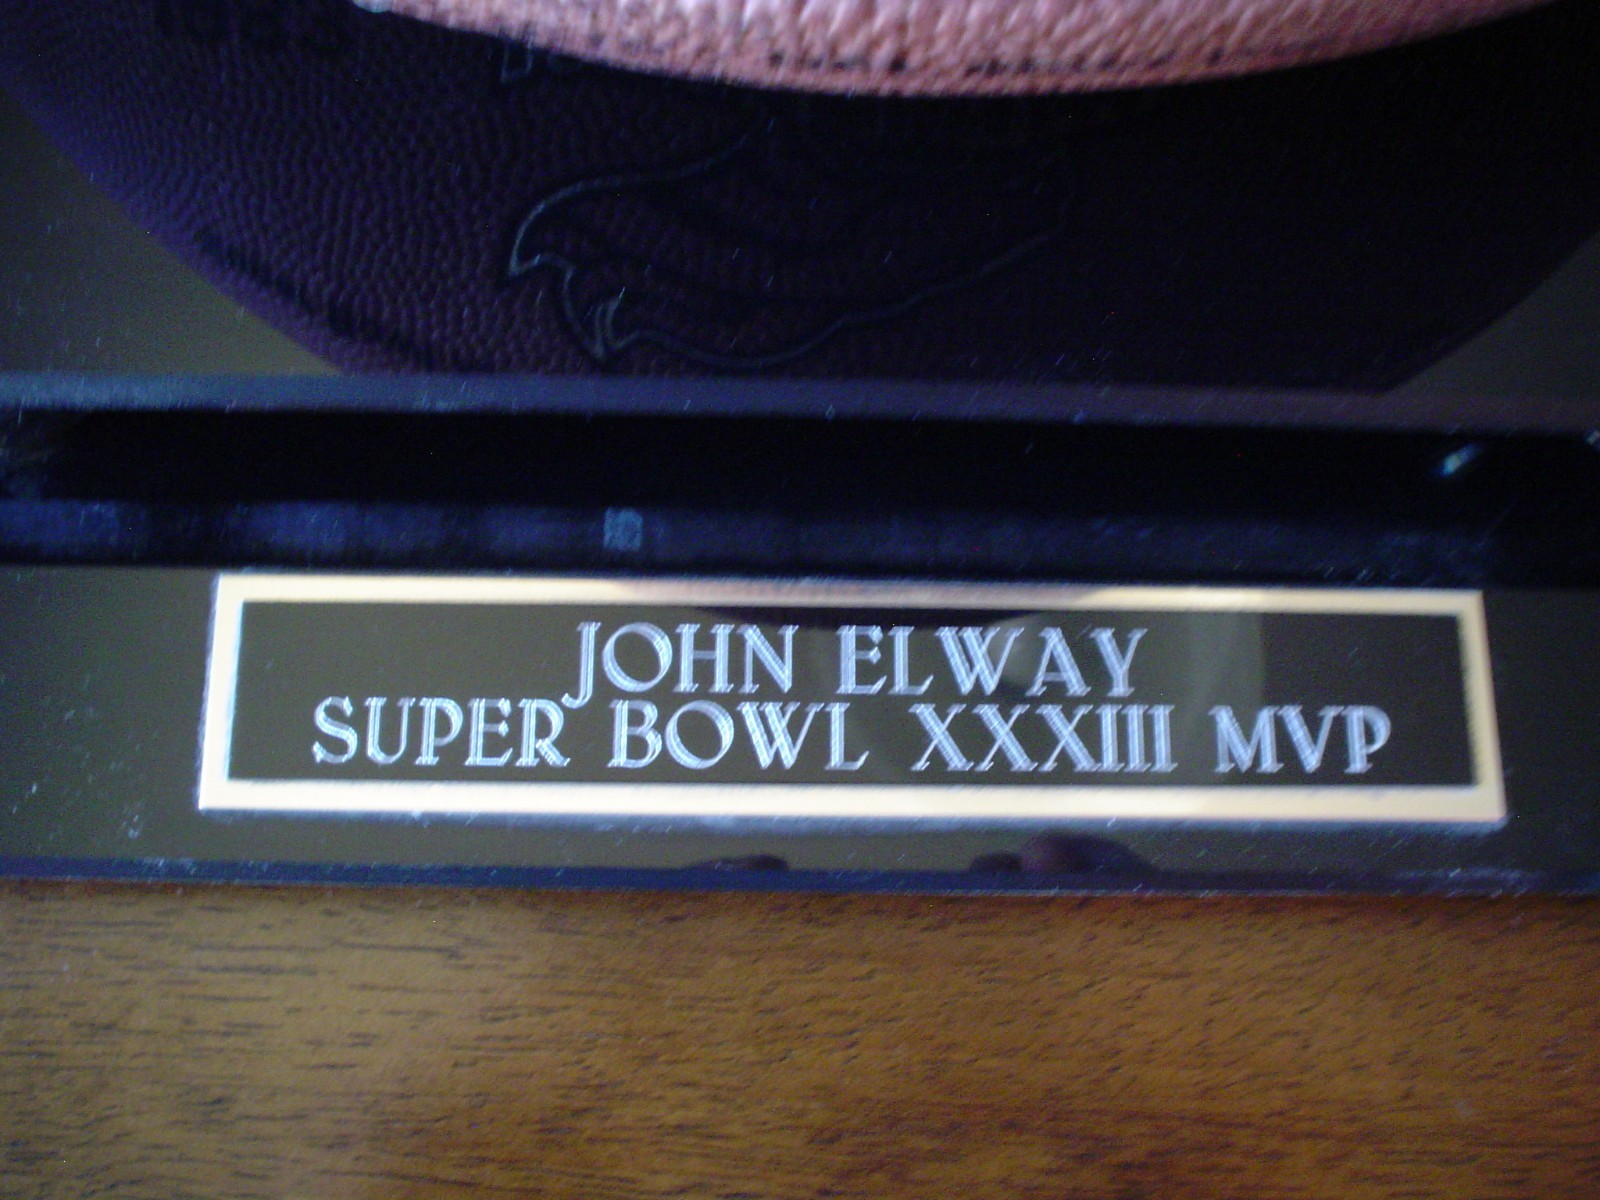 JOHN ELWAY
SUPER BOWL XXXIII MVP